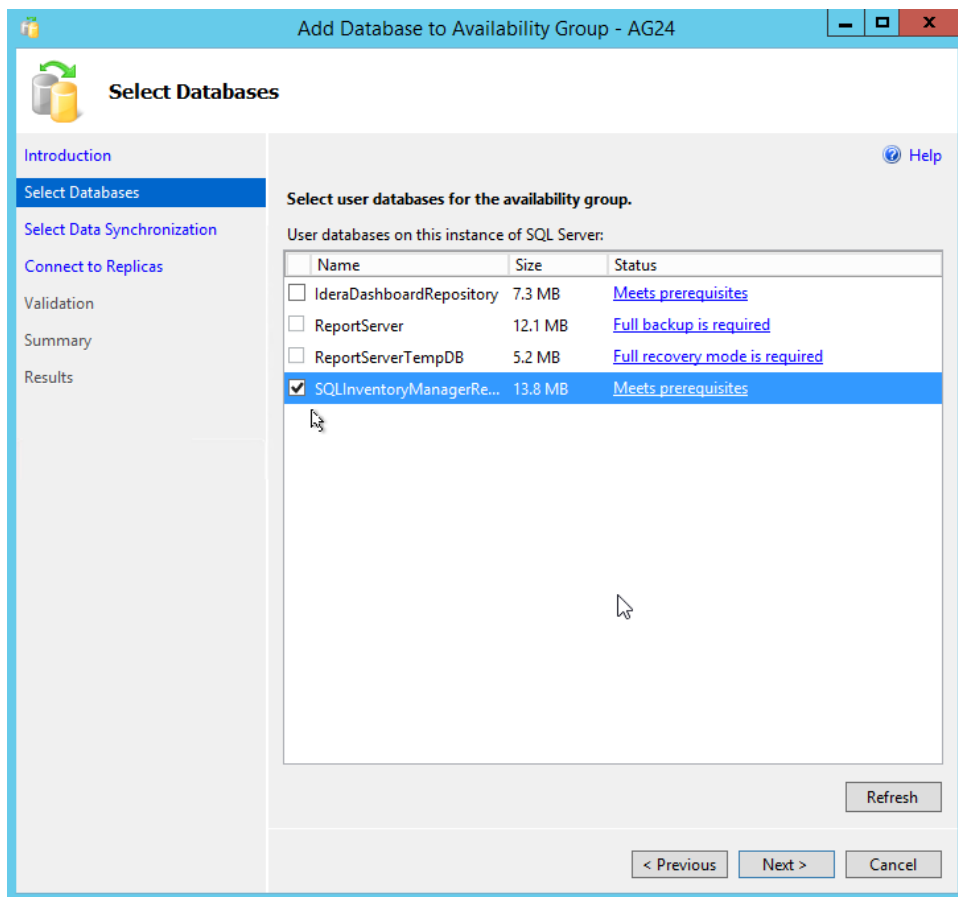 Add Database to Availability Group - AG24
Select Databases
Introduction
Help
Select Databases
Select Data Synchronization
Connect to Replicas
Validation
Summary
Results
Select user databases for the availability group.
User databases on this instance of SQL Server:
Name Size Status
IderaDashboardRepository 7.3 MB Meets prerequisites
ReportServer 12.1 MB Full backup is required
ReportServerTempDB 5.2 MB Full recovery mode is required
SQLInventoryManagerRe... 13.8 MB Meets prerequisites
Refresh
< Previous Next > Cancel